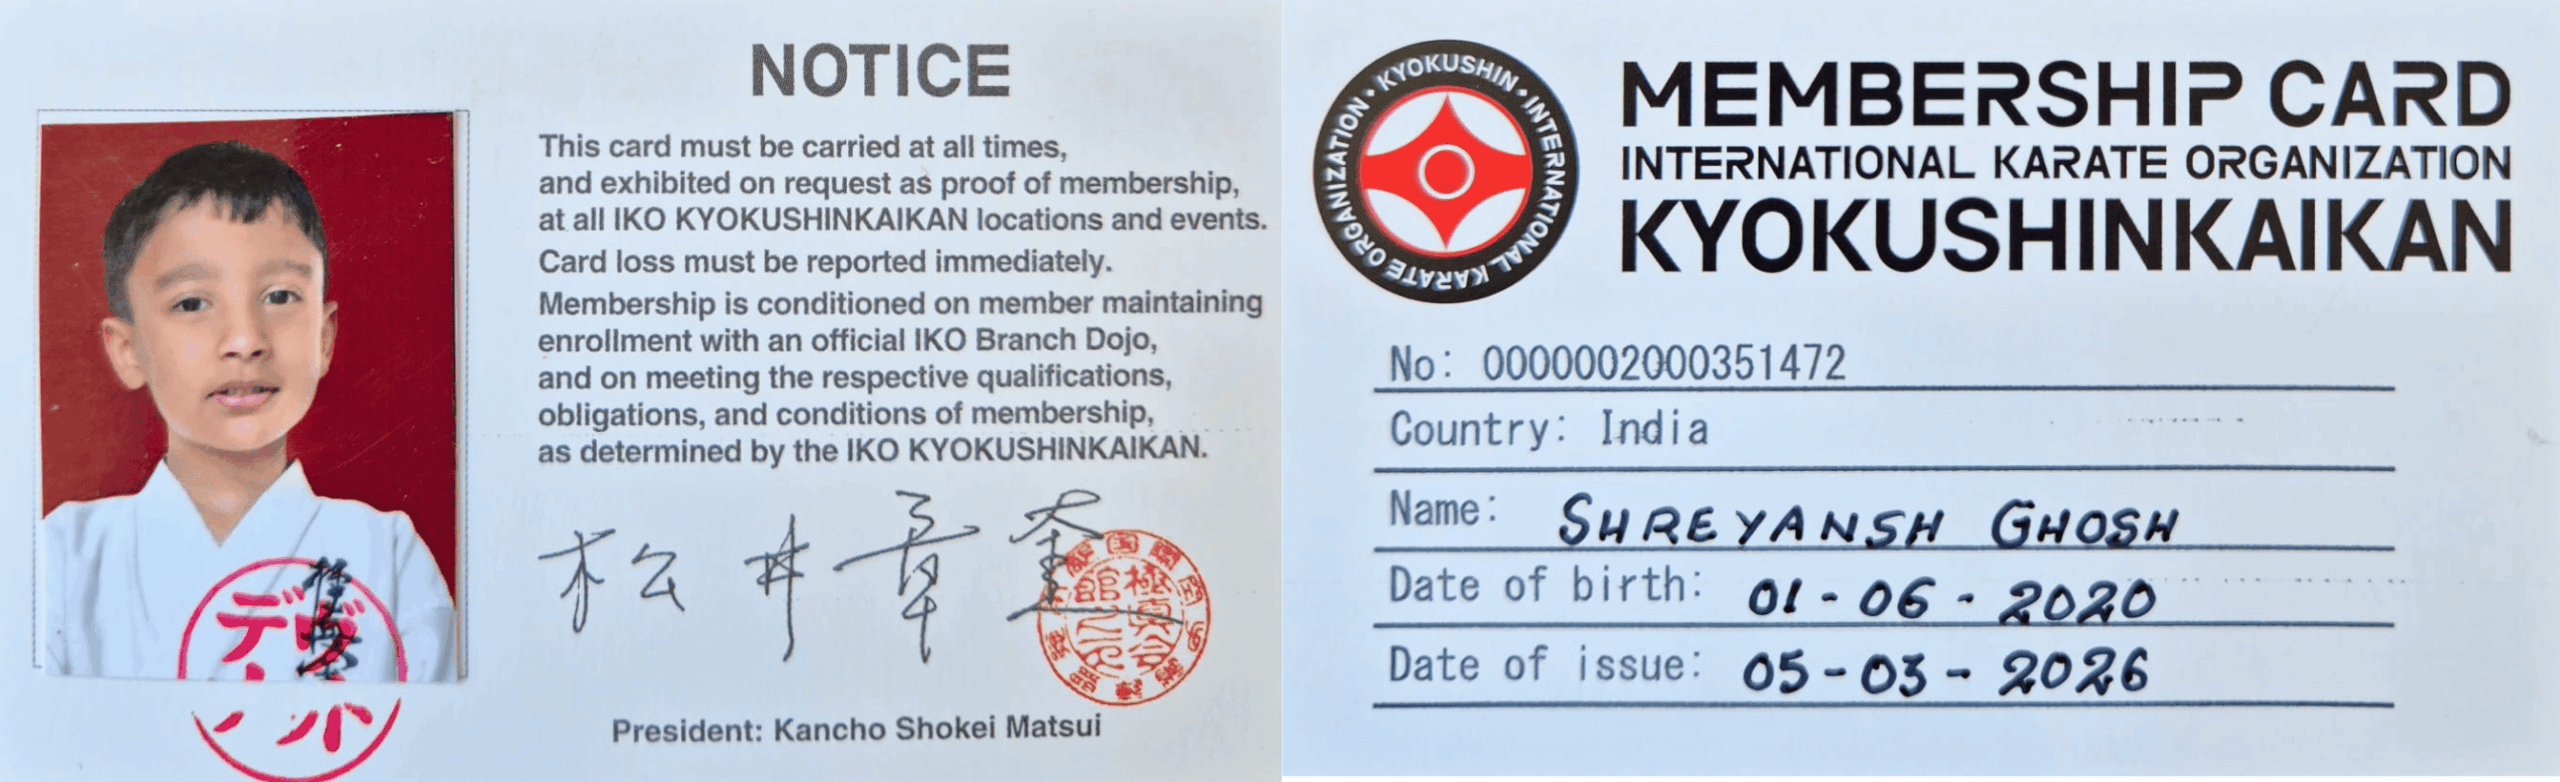 NOTICE
This card must be carried at all times,
and exhibited on request as proof of membership,
at all IKO KYOKUSHINKAIKAN locations and events.
Card loss must be reported immediately.
Membership is conditioned on member maintaining
enrollment with an official IKO Branch Dojo,
and on meeting the respective qualifications,
obligations, and conditions of membership,
as determined by the IKO KYOKUSHINKAIKAN.
松井章奎
President: Kancho Shokei Matsui
KYOKUSHIN • INTERNATIONAL KARATE ORGANIZATION •
MEMBERSHIP CARD
INTERNATIONAL KARATE ORGANIZATION
KYOKUSHINKAIKAN
No: 0000002000351472
Country: India
Name: SHREYANSH GHOSH
Date of birth: 01-06-2020
Date of issue: 05-03-2026